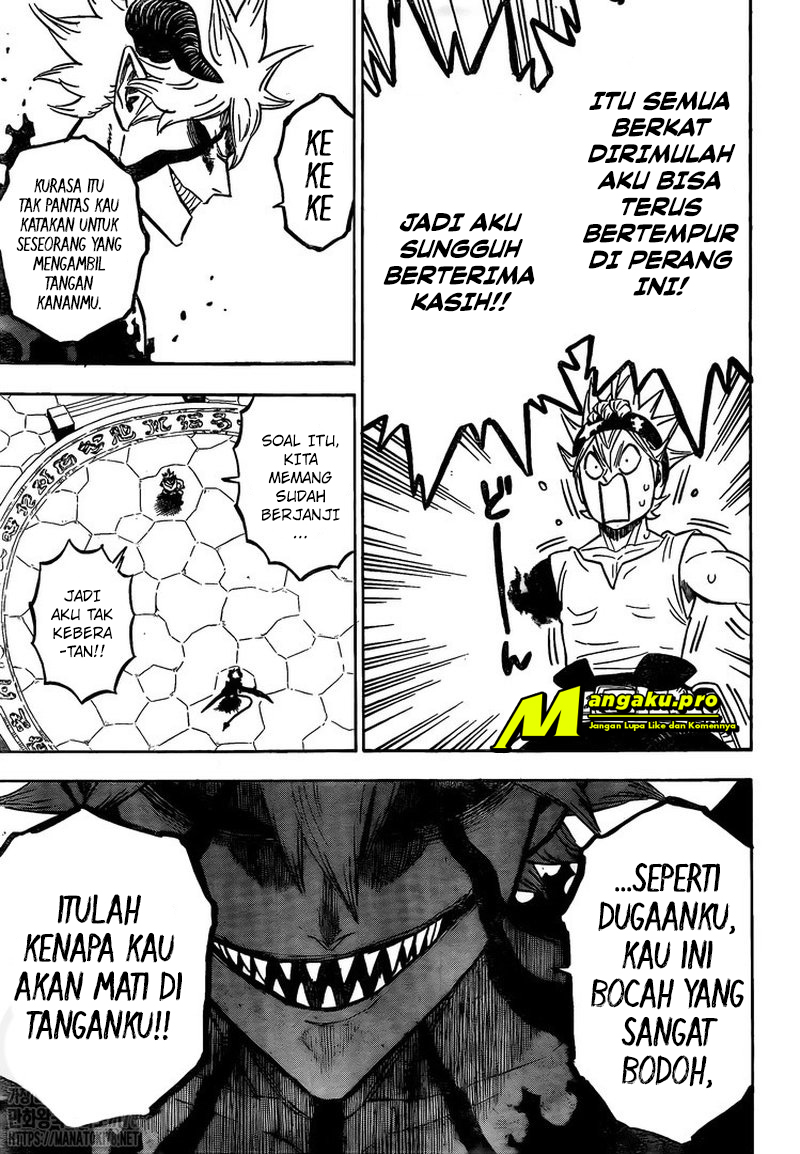 ITU SEMUA
BERKAT
DIRIMULAH
AKU BISA
TERUS
BERTEMPUR
DI PERANG
INI!
JADI AKU
SUNGGUH
BERTERIMA
KASIH!!
どーん
KE
KE
KE
KURASA ITU
TAK PANTAS KAU
KATAKAN UNTUK
SESEORANG YANG
MENGAMBIL
TANGAN
KANANMU.
SOAL ITU,
KITA
MEMANG
SUDAH
BERJANJI
...
JADI
AKU TAK
KEBERA
-TAN!!
Mangaku.pro
Jangan Lupa Like dan Komennya
...SEPERTI
DUGAANKU,
KAU INI
BOCAH YANG
SANGAT
BODOH,
ITULAH
KENAPA KAU
AKAN MATI DI
TANGANKU!!